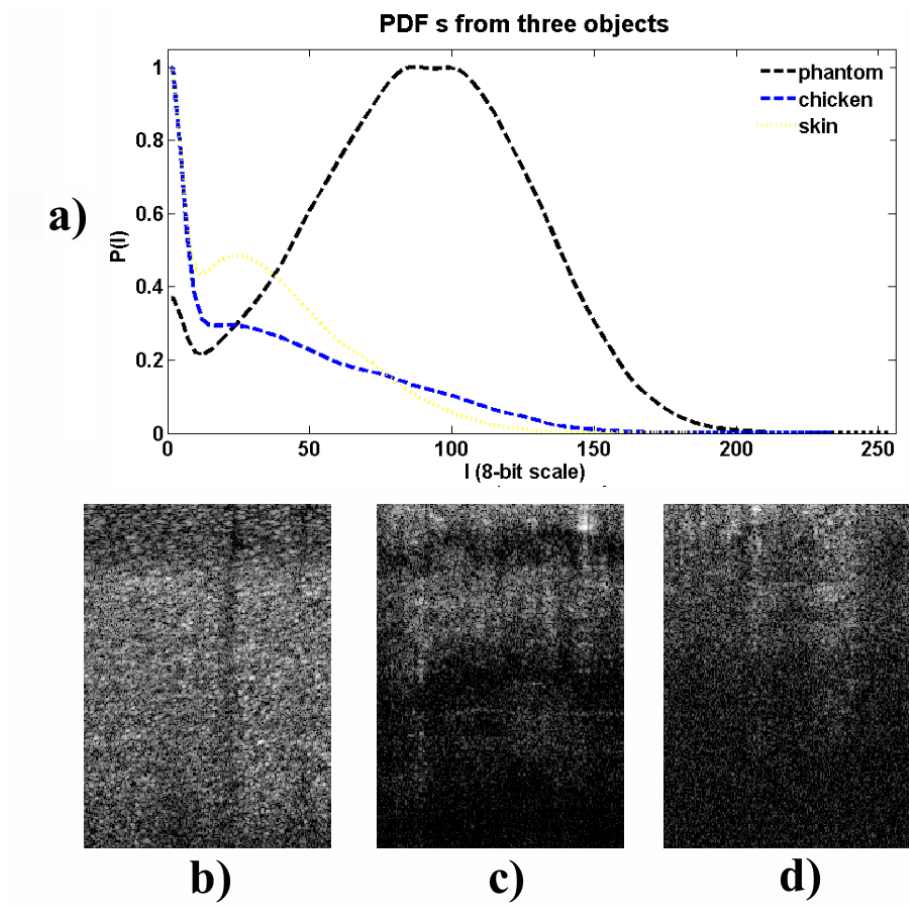 PDF s from three objects
1
0.8
0.6
0.4
0.2
0
P(I)
a)
phantom
chicken
skin
0 50 100 150 200 250
I (8-bit scale)
b) c) d)